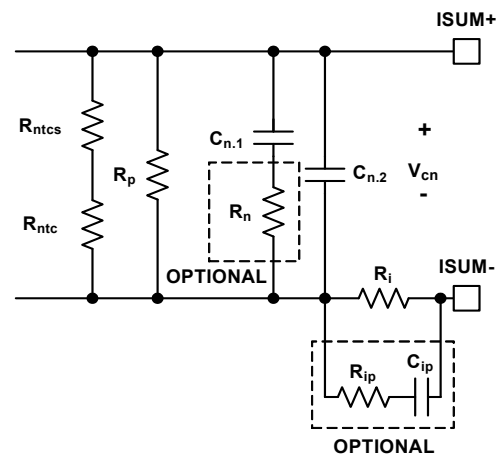 ISUM+
Rntcs
Rp
Cn.1
Cn.2
+
Vcn
-
Rntc
Rn
OPTIONAL
Ri
ISUM-
Rip
Cip
OPTIONAL